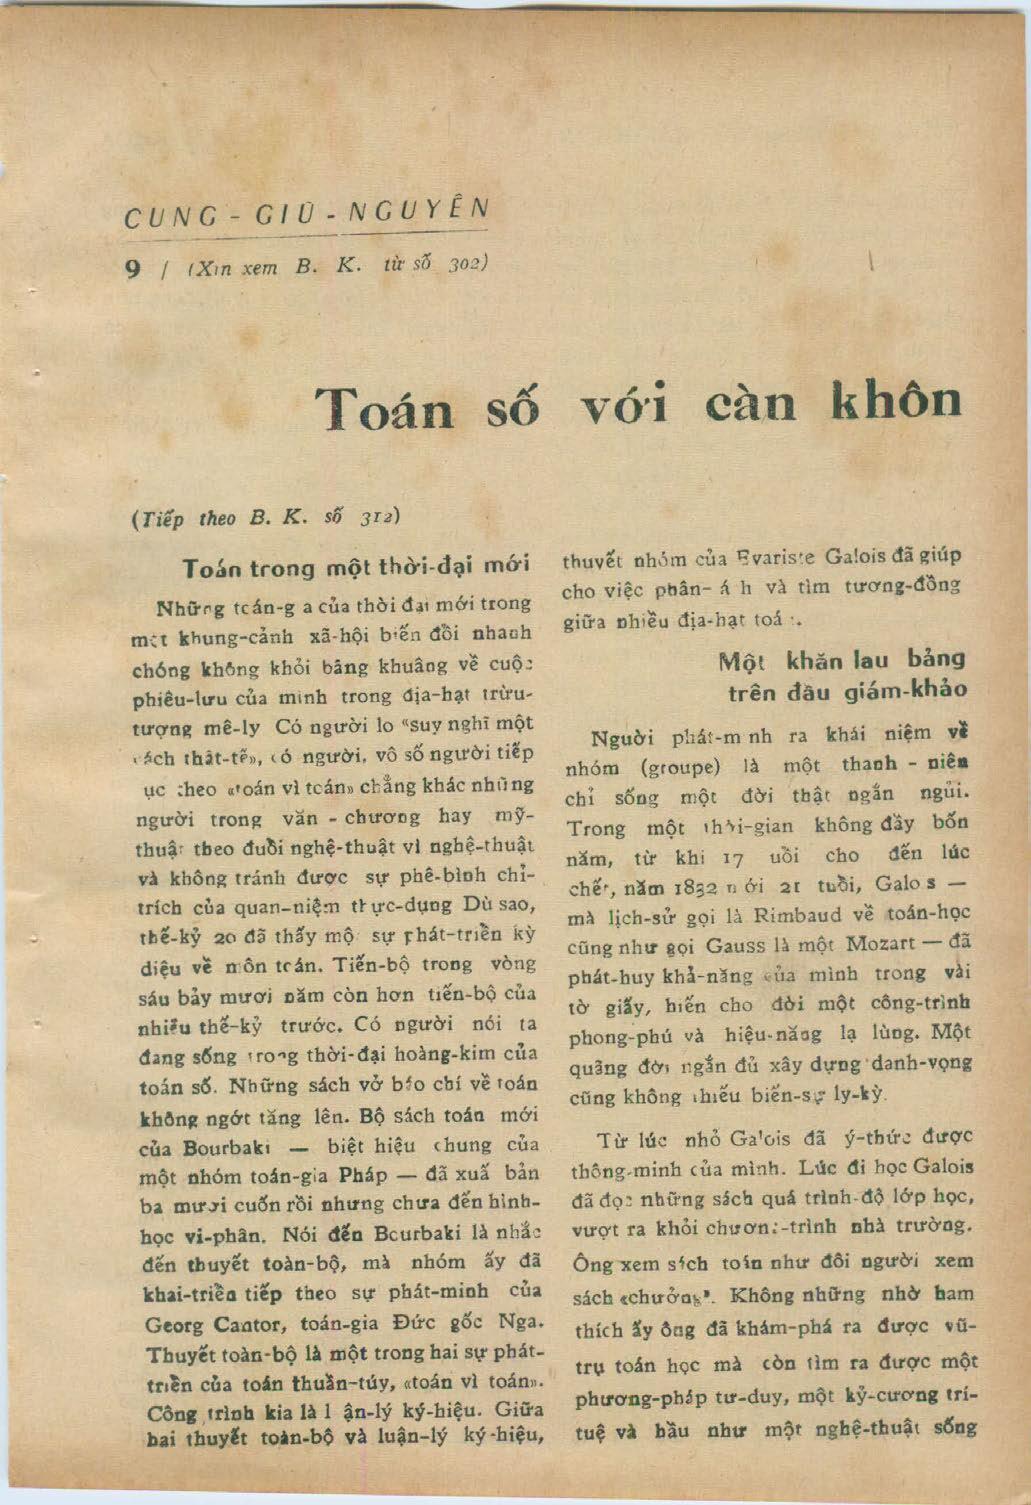 CUNG - GIŨ - NGUYÊN
9 / (Xin xem B. K. từ số 302)
Toán số với càn khôn
(Tiếp theo B. K. số 312)
Toán trong một thời-đại mới
Những toán-gia của thời đại mới trong
một khung-cảnh xã-hội biến đổi nhanh
chóng không khỏi bâng khuâng về cuộc
phiêu-lưu của mình trong địa-hạt trừu-
tượng mê-ly Có người lo «suy nghĩ một
cách thật-tế», có người, vô số người tiếp
ục theo «toán vì toán» chẳng khác những
người trong văn - chương hay mỹ-
thuật theo đuổi nghệ-thuật vì nghệ-thuật
và không tránh được sự phê-bình chỉ-
trích của quan-niệm thực-dụng Dù sao,
thế-kỷ 20 đã thấy một sự phát-triển kỳ
diệu về môn toán. Tiến-bộ trong vòng
sáu bảy mươi năm còn hơn tiến-bộ của
nhiều thế-kỷ trước. Có người nói ta
đang sống trong thời-đại hoàng-kim của
toán số. Những sách vở báo chí về toán
không ngớt tăng lên. Bộ sách toán mới
của Bourbaki — biệt hiệu chung của
một nhóm toán-gia Pháp — đã xuấ bản
ba mươi cuốn rồi nhưng chưa đến hình-
học vi-phân. Nói đến Bourbaki là nhắc
đến thuyết toàn-bộ, mà nhóm ấy đã
khai-triển tiếp theo sự phát-minh của
Georg Cantor, toán-gia Đức gốc Nga.
Thuyết toàn-bộ là một trong hai sự phát-
triển của toán thuần-túy, «toán vì toán».
Công trình kia là l ận-lý ký-hiệu. Giữa
hai thuyết toàn-bộ và luận-lý ký-hiệu,
thuyết nhóm của Evariste Galois đã giúp
cho việc phân- á h và tìm tương-đồng
giữa nhiều địa-hạt toá .
Một khăn lau bảng
trên đầu giám-khảo
Người phát-m nh ra khái niệm về
nhóm (groupe) là một thanh - niên
chỉ sống một đời thật ngắn ngủi.
Trong một thời-gian không đầy bốn
năm, từ khi 17 uồi cho đến lúc
chết, năm 1832 n ới 21 tuổi, Galo s —
mà lịch-sử gọi là Rimbaud về toán-học
cũng như gọi Gauss là một Mozart — đã
phát-huy khả-năng của mình trong vài
tờ giấy, hiến cho đời một công-trình
phong-phú và hiệu-năng lạ lùng. Một
quãng đời ngắn đủ xây dựng danh-vọng
cũng không thiếu biến-sự ly-kỳ.
Từ lúc nhỏ Galois đã ý-thức được
thông-minh của mình. Lúc đi học Galois
đã đọc những sách quá trình-độ lớp học,
vượt ra khỏi chương-trình nhà trường.
Ông xem sách toán như đôi người xem
sách «chưởng». Không những nhờ ham
thích ấy ông đã khám-phá ra được vũ-
trụ toán học mà còn tìm ra được một
phương-pháp tư-duy, một kỷ-cương trí-
tuệ và hầu như một nghệ-thuật sống